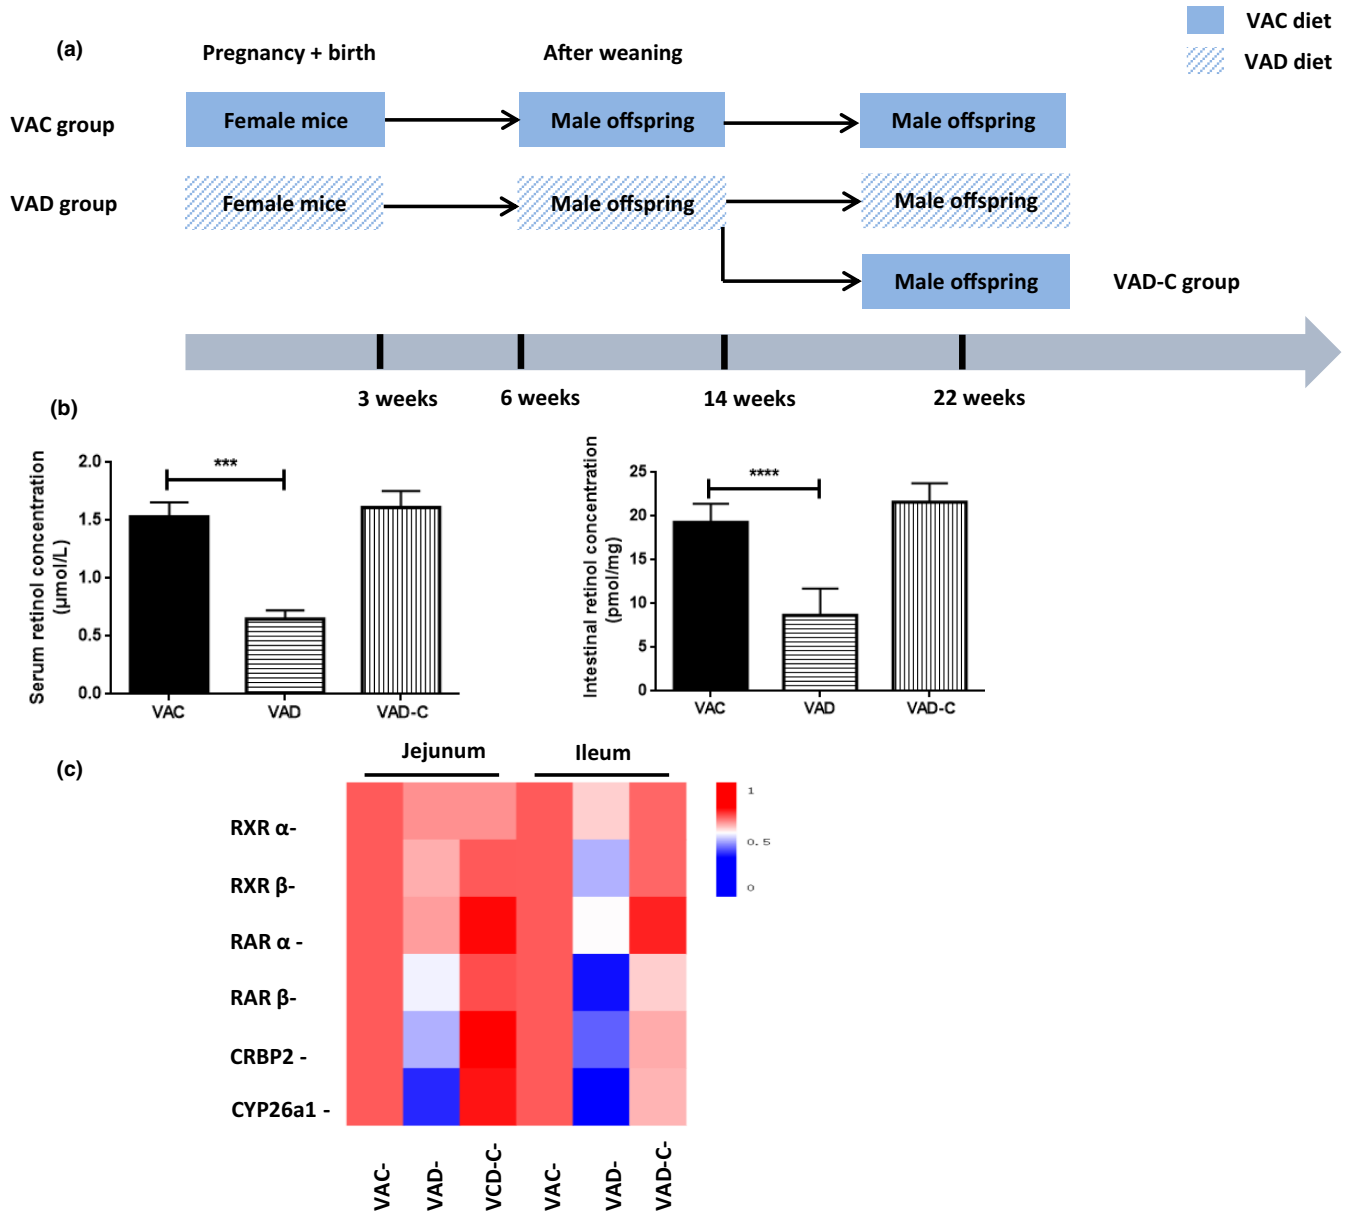 VAC diet
VAD diet
(a)
Pregnancy + birth
After weaning
VAC group
Female mice
Male offspring
Male offspring
VAD group
Female mice
Male offspring
Male offspring
Male offspring
VAD-C group
3 weeks
6 weeks
14 weeks
22 weeks
(b)
Serum retinol concentration
(μmol/L)
2.0
1.5
1.0
0.5
0.0
***
VAC
VAD
VAD-C
Intestinal retinol concentration
(pmol/mg)
25
20
15
10
5
0
****
VAC
VAD
VAD-C
(c)
Jejunum
Ileum
RXR α-
RXR β-
RAR α -
RAR β-
CRBP2 -
CYP26a1 -
1
0.5
0
VAC-
VAD-
VCD-C-
VAC-
VAD-
VAD-C-